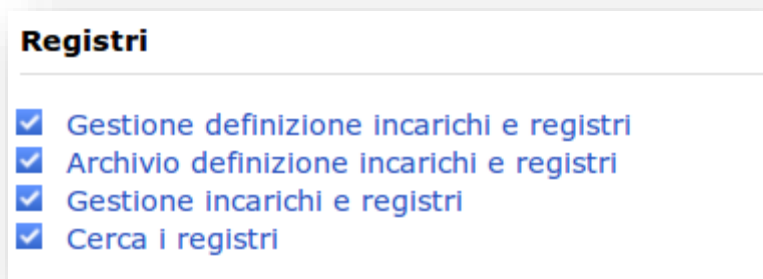 Registri
Gestione definizione incarichi e registri
Archivio definizione incarichi e registri
Gestione incarichi e registri
Cerca i registri